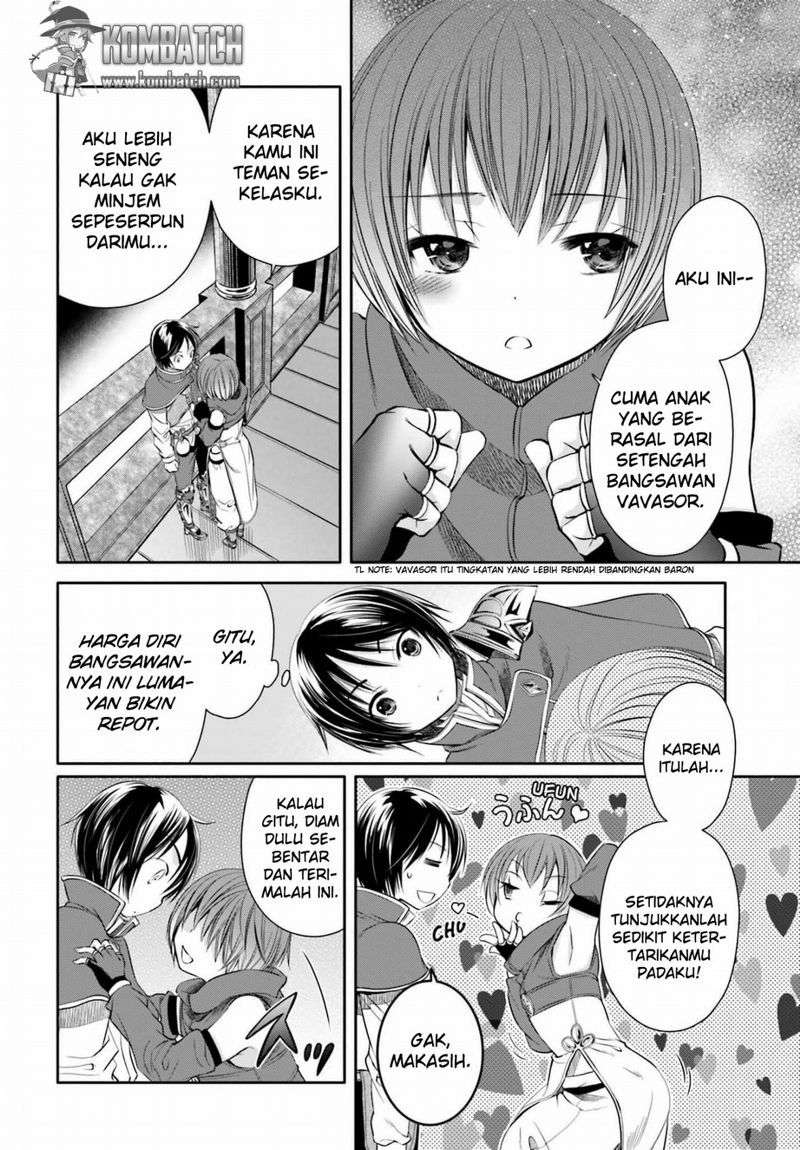 KOMBATCH
www.kombatch.com
AKU INI--
CUMA ANAK
YANG BE-
RASAL DARI
SETENGAH
BANGSAWAN
VAVASOR.
TL NOTE: VAVASOR ITU TINGKATAN YANG LEBIH RENDAH DIBANDINGKAN BARON
KARENA
KAMU INI
TEMAN SE-
KELASKU.
AKU LEBIH
SENENG
KALAU GAK
MINJEM
SEPESERPUN
DARIMU...
GITU,
YA.
HARGA DIRI
BANGSAWAN-
NYA INI LUMA-
YAN BIKIN
REPOT.
KARENA
ITULAH...
SETIDAKNYA
TUNJUKKANLAH
SEDIKIT KETER-
TARIKANMU
PADAKU!
UFUN
うふん♡
CHU
GAK,
MAKASIH.
KALAU
GITU, DIAM
DULU SE-
BENTAR
DAN TERI-
MALAH INI.